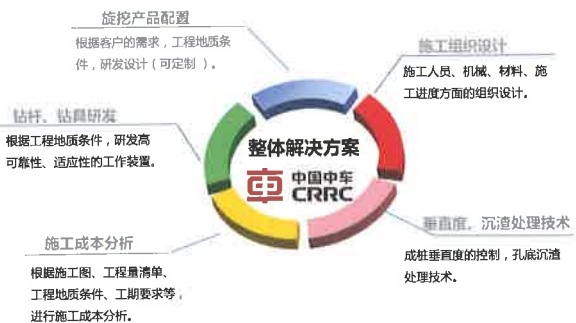 旋挖产品配置
根据客户的需求，工程地质条
件，研发设计（可定制 ）。
施工组织设计
施工人员、机械、材料、施
工进度方面的组织设计。
钻杆、钻具研发
根据工程地质条件，研发高
可靠性、适应性的工作装置。
整体解决方案
中国中车
CRRC
垂直度、沉渣处理技术
成桩垂直度的控制，孔底沉渣
处理技术。
施工成本分析
根据施工图、工程量清单、
工程地质条件、工期要求等，
进行施工成本分析。